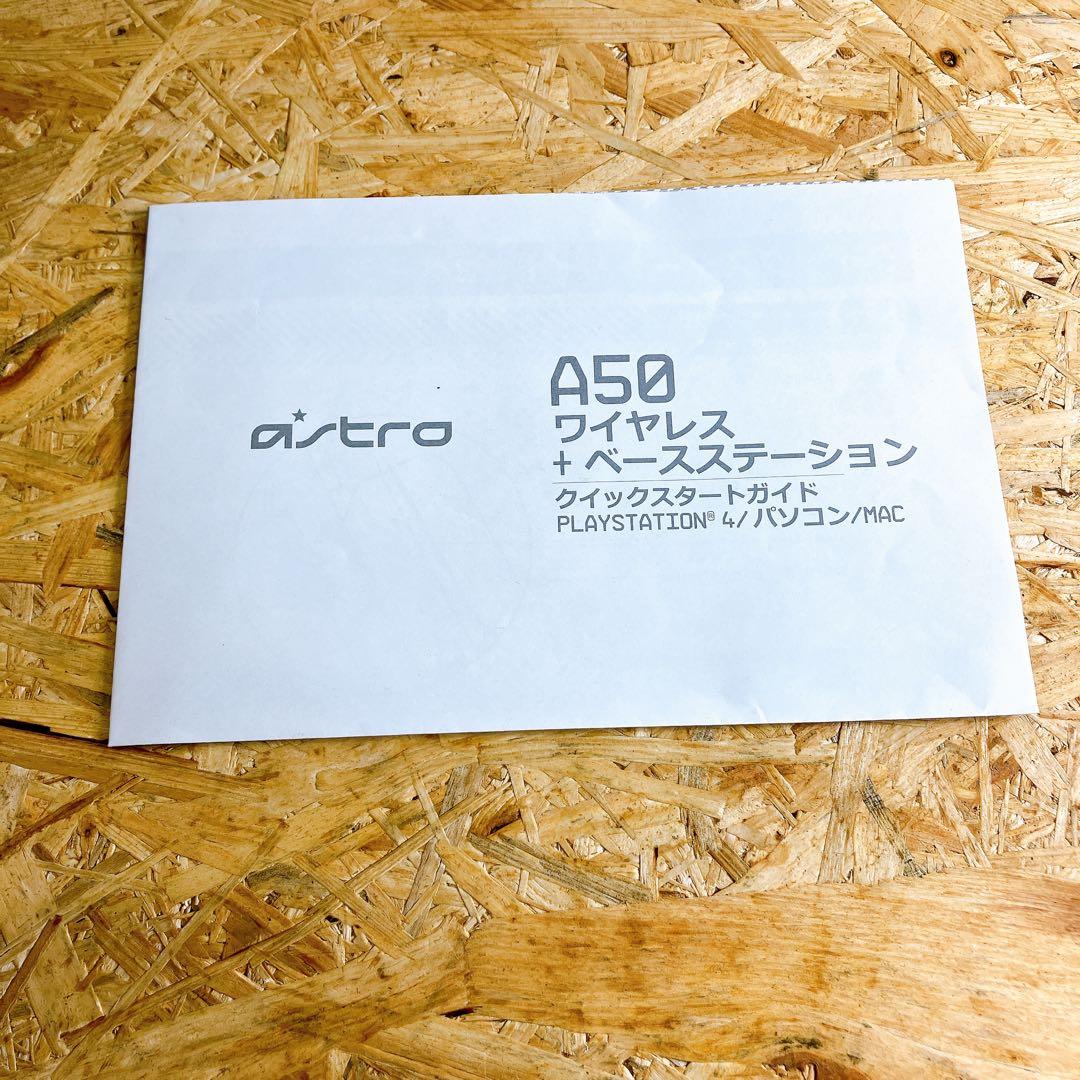 astro
A50
ワイヤレス
+ ベースステーション
クイックスタートガイド
PLAYSTATION® 4/パソコン/MAC